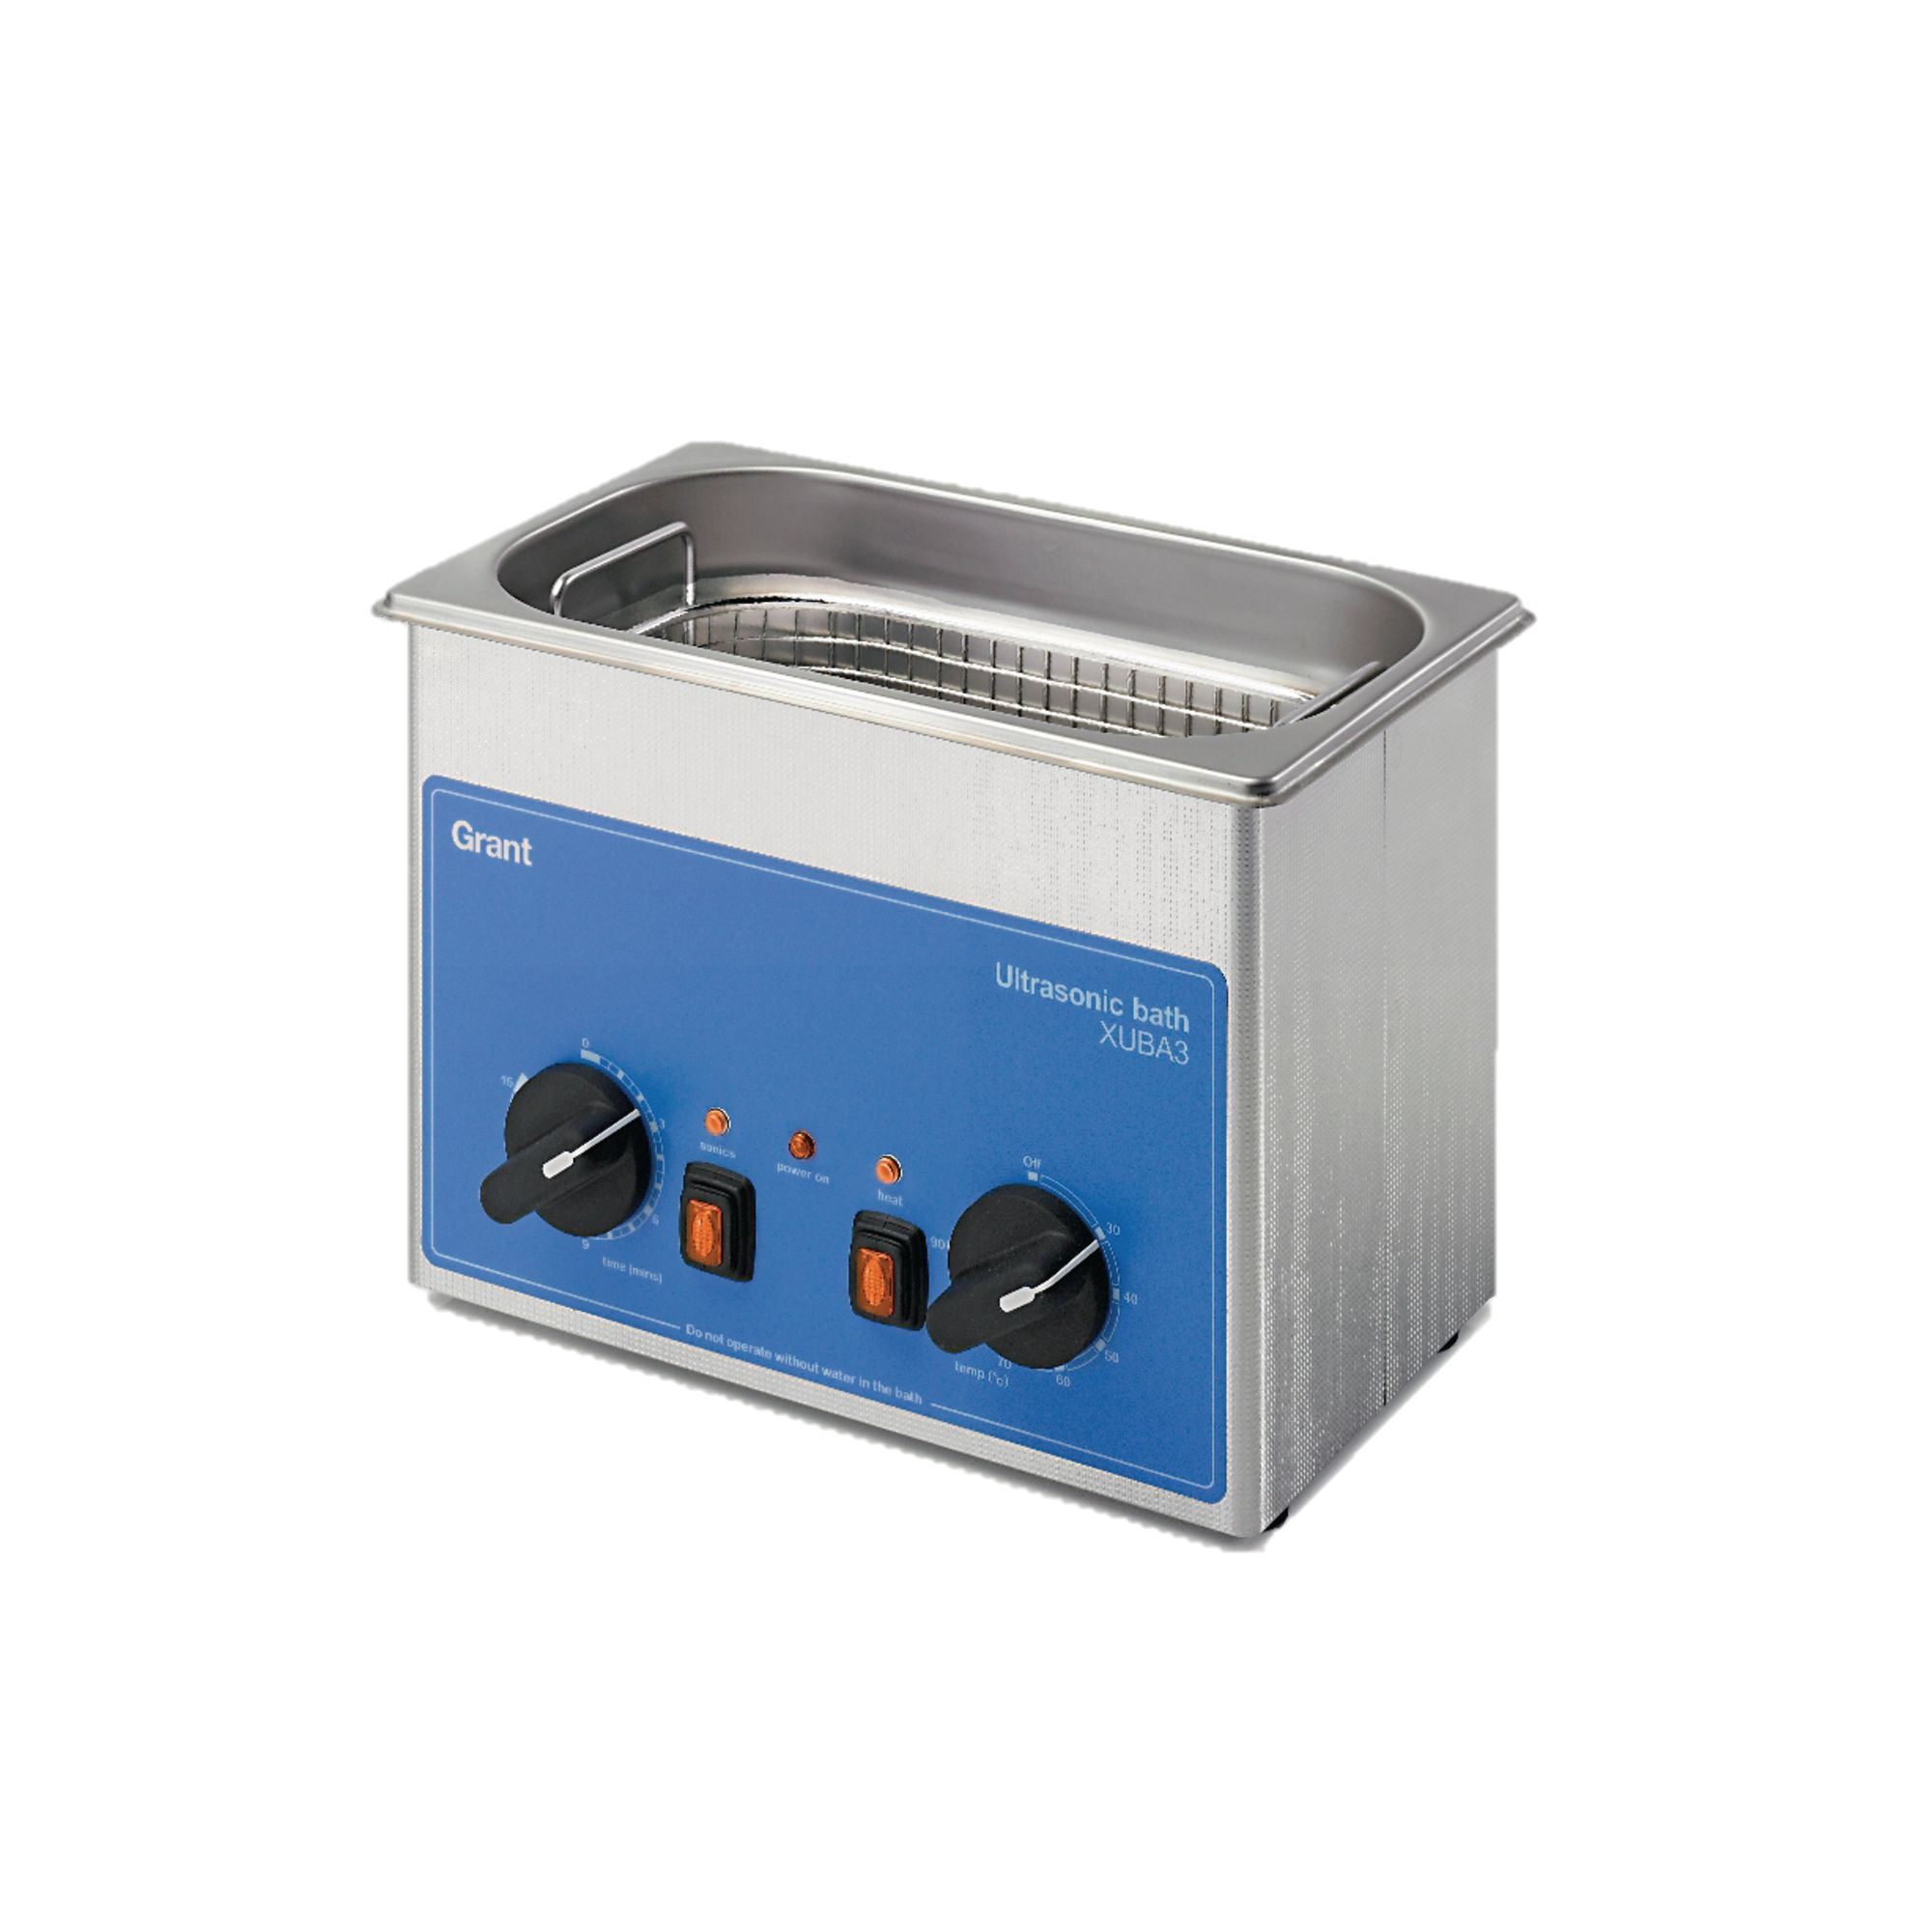 Grant
Ultrasonic bath
XUBA3
0
15
3
6
9
time (mins)
sonics
power on
heat
Off
30
40
50
60
70
90
temp (°c)
Do not operate without water in the bath